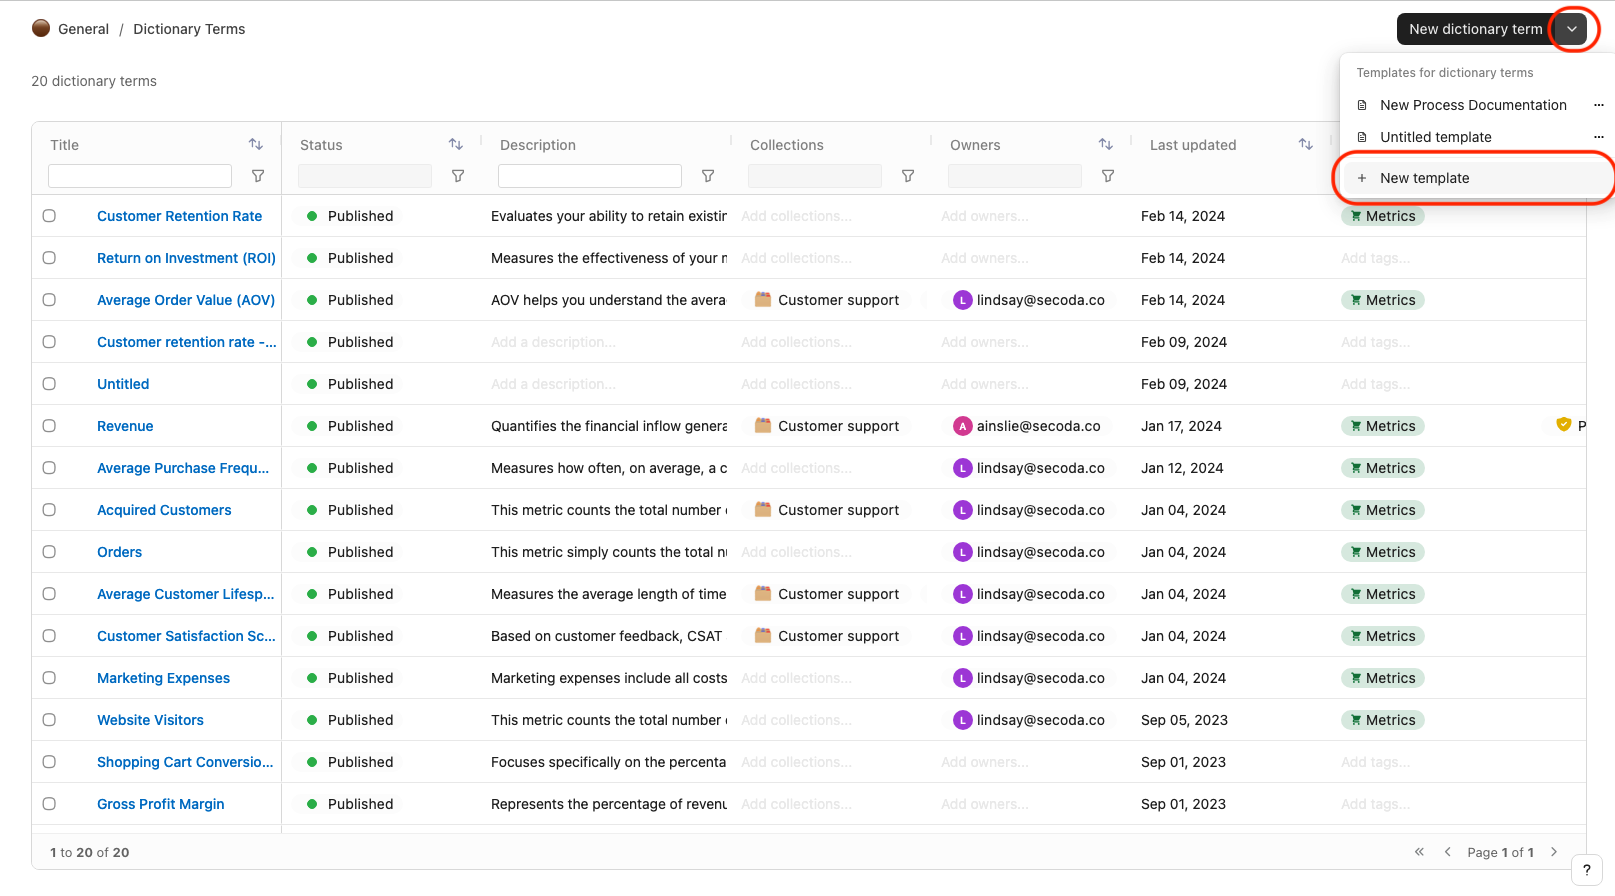 General / Dictionary Terms
New dictionary term
20 dictionary terms
Templates for dictionary terms
New Process Documentation ...
Untitled template ...
+ New template
Title Status Description Collections Owners Last updated
Customer Retention Rate Published Evaluates your ability to retain existin Add collections... Add owners... Feb 14, 2024 Metrics
Return on Investment (ROI) Published Measures the effectiveness of your Add collections... Add owners... Feb 14, 2024 Add tags...
Average Order Value (AOV) Published AOV helps you understand the avera Customer support L lindsay@secoda.co Feb 14, 2024 Metrics
Customer retention rate -... Published Add a description... Add collections... Add owners... Feb 09, 2024 Add tags...
Untitled Published Add a description... Add collections... Add owners... Feb 09, 2024 Add tags...
Revenue Published Quantifies the financial inflow genera Customer support A ainslie@secoda.co Jan 17, 2024 Metrics P
Average Purchase Frequ... Published Measures how often, on average, a c Add collections... L lindsay@secoda.co Jan 12, 2024 Metrics
Acquired Customers Published This metric counts the total number Customer support L lindsay@secoda.co Jan 04, 2024 Metrics
Orders Published This metric simply counts the total Add collections... L lindsay@secoda.co Jan 04, 2024 Metrics
Average Customer Lifesp... Published Measures the average length of time Customer support L lindsay@secoda.co Jan 04, 2024 Metrics
Customer Satisfaction Sc... Published Based on customer feedback, CSAT Customer support L lindsay@secoda.co Jan 04, 2024 Metrics
Marketing Expenses Published Marketing expenses include all costs Add collections... L lindsay@secoda.co Jan 04, 2024 Metrics
Website Visitors Published This metric counts the total number Add collections... L lindsay@secoda.co Sep 05, 2023 Metrics
Shopping Cart Conversio... Published Focuses specifically on the percenta Add collections... Add owners... Sep 01, 2023 Add tags...
Gross Profit Margin Published Represents the percentage of revenu Add collections... Add owners... Sep 01, 2023 Add tags...
1 to 20 of 20 Page 1 of 1
?